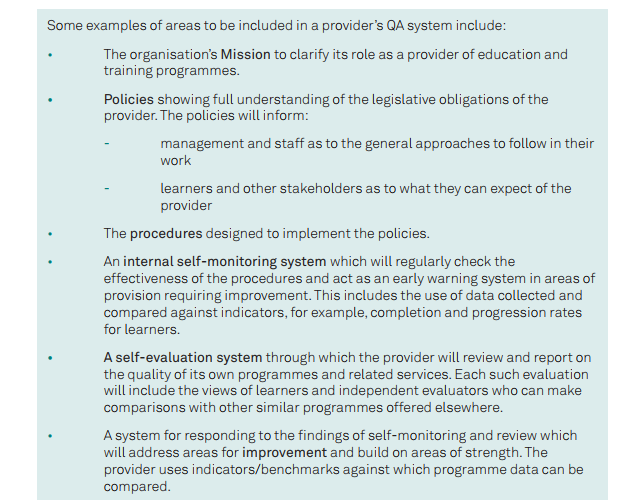 Some examples of areas to be included in a provider's QA system include:
• The organisation's Mission to clarify its role as a provider of education and
training programmes.
• Policies showing full understanding of the legislative obligations of the
provider. The policies will inform:
- management and staff as to the general approaches to follow in their
work
- learners and other stakeholders as to what they can expect of the
provider
• The procedures designed to implement the policies.
• An internal self-monitoring system which will regularly check the
effectiveness of the procedures and act as an early warning system in areas of
provision requiring improvement. This includes the use of data collected and
compared against indicators, for example, completion and progression rates
for learners.
• A self-evaluation system through which the provider will review and report on
the quality of its own programmes and related services. Each such evaluation
will include the views of learners and independent evaluators who can make
comparisons with other similar programmes offered elsewhere.
• A system for responding to the findings of self-monitoring and review which
will address areas for improvement and build on areas of strength. The
provider uses indicators/benchmarks against which programme data can be
compared.